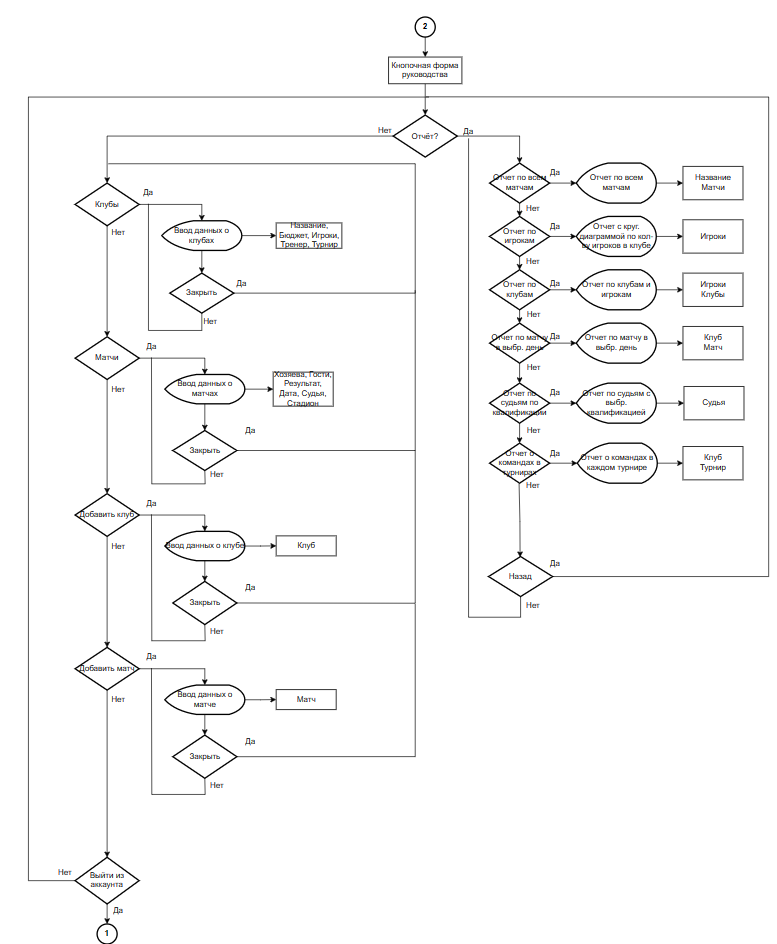 2
Кнопочная форма
руководства
Отчёт?
Нет
Да
Клубы
Да
Нет
Ввод данных о
клубах
Название,
Бюджет, Игроки,
Тренер, Турнир
Закрыть
Да
Нет
Матчи
Да
Нет
Ввод данных о
матчах
Хозяева, Гости,
Результат,
Дата, Судья,
Стадион
Закрыть
Да
Нет
Добавить клуб
Да
Нет
Ввод данных о клубе
Клуб
Закрыть
Да
Нет
Добавить матч
Да
Нет
Ввод данных о
матче
Матч
Закрыть
Да
Нет
Выйти из
аккаунта
Нет
Да
1
Отчет по всем
матчам
Да
Нет
Отчет по всем
матчам
Название
Матчи
Отчет по
игрокам
Да
Нет
Отчет с круг.
диаграммой по кол-
ву игроков в клубе
Игроки
Отчет по
клубам
Да
Нет
Отчет по клубам и
игрокам
Игроки
Клубы
Отчет по матчу
в выбр. день
Да
Нет
Отчет по матчу в
выбр. день
Клуб
Матч
Отчет по
судьям по
квалификации
Да
Нет
Отчет по судьям с
выбр.
квалификацией
Судья
Отчет о
командах в
турнирах
Да
Нет
Отчет о командах в
каждом турнире
Клуб
Турнир
Назад
Да
Нет